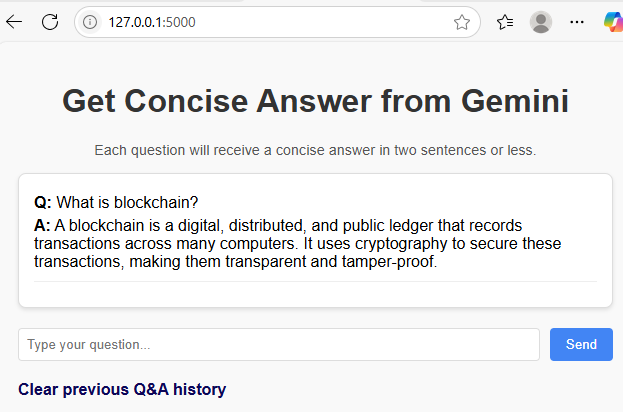 127.0.0.1:5000
Get Concise Answer from Gemini
Each question will receive a concise answer in two sentences or less.
Q: What is blockchain?
A: A blockchain is a digital, distributed, and public ledger that records
transactions across many computers. It uses cryptography to secure these
transactions, making them transparent and tamper-proof.
Type your question...
Send
Clear previous Q&A history